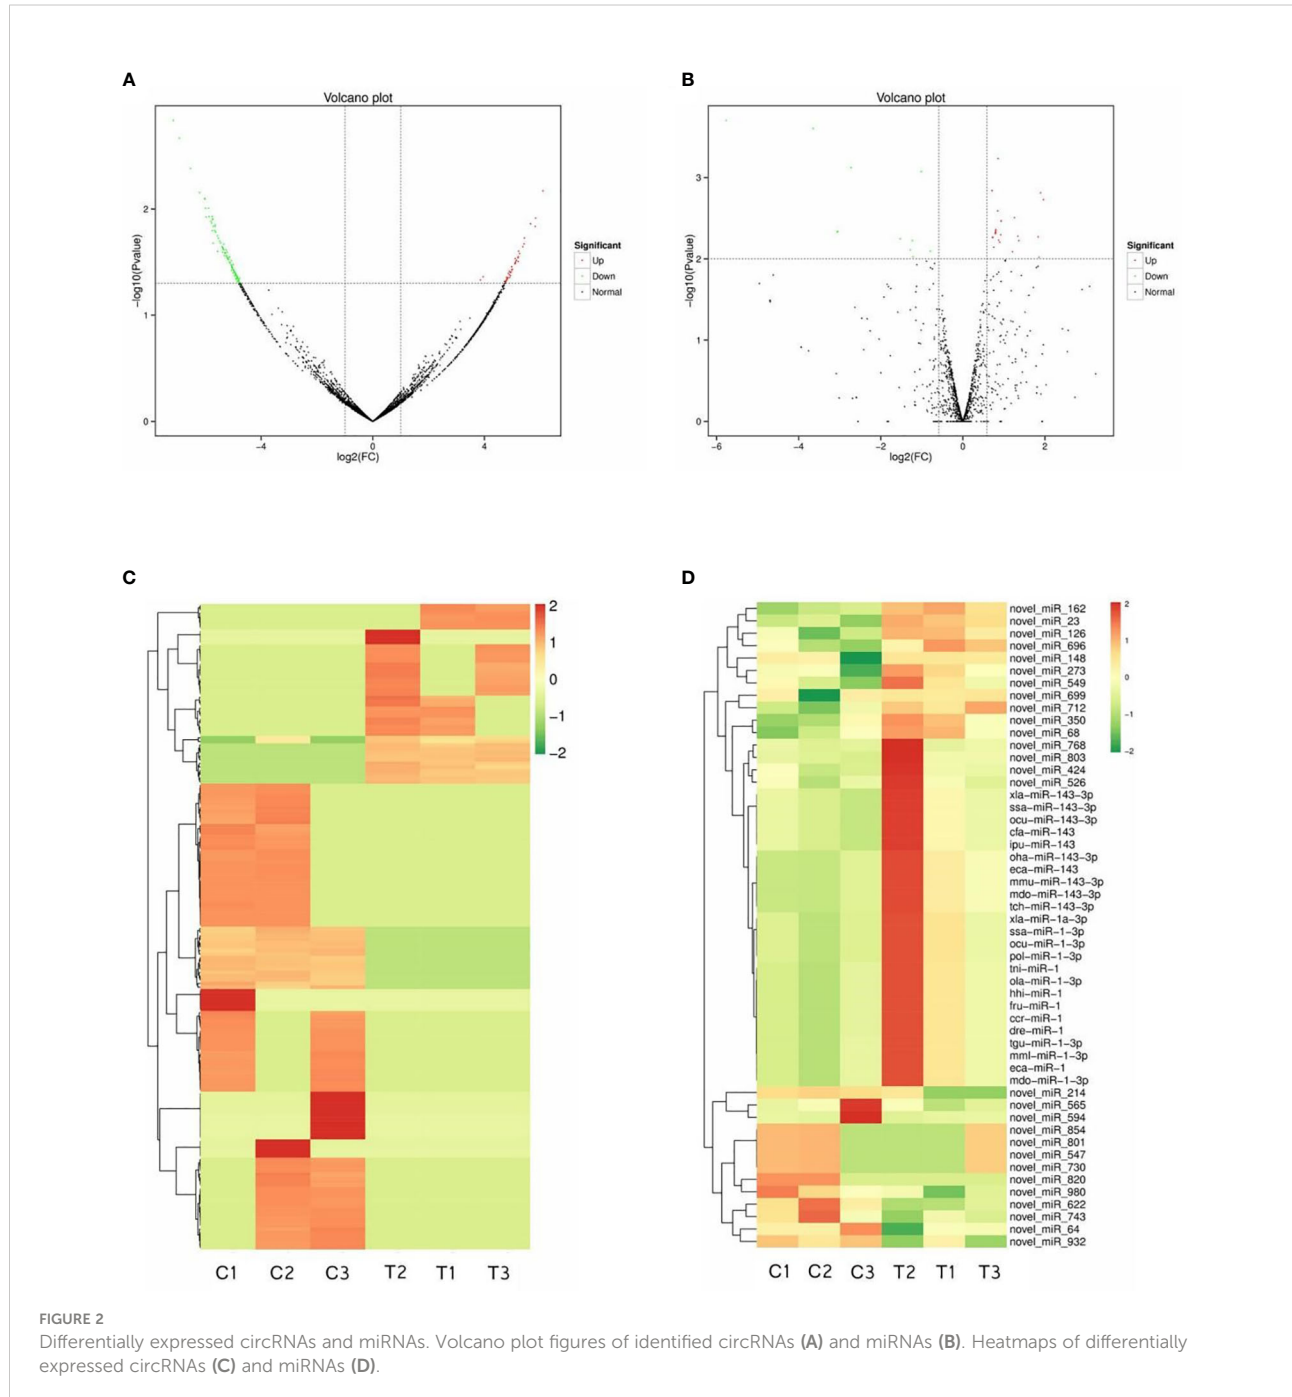 A
B
Volcano plot
Volcano plot
−log10(Pvalue)
2
1
0
−4
0
4
log2(FC)
Significant
Up
Down
Normal
−log10(Pvalue)
3
2
1
0
−6
−4
−2
0
2
log2(FC)
Significant
Up
Down
Normal
C
D
2
1
0
−1
−2
C1
C2
C3
T2
T1
T3
novel_miR_162
novel_miR_23
novel_miR_126
novel_miR_696
novel_miR_148
novel_miR_273
novel_miR_549
novel_miR_699
novel_miR_712
novel_miR_350
novel_miR_68
novel_miR_768
novel_miR_803
novel_miR_424
novel_miR_526
xla−miR−143−3p
ssa−miR−143−3p
ocu−miR−143−3p
cfa−miR−143
ipu−miR−143
oha−miR−143−3p
eca−miR−143
mmu−miR−143−3p
mdo−miR−143−3p
tch−miR−143−3p
xla−miR−1a−3p
ssa−miR−1−3p
ocu−miR−1−3p
pol−miR−1−3p
tni−miR−1
ola−miR−1−3p
hhi−miR−1
fru−miR−1
ccr−miR−1
dre−miR−1
tgu−miR−1−3p
mml−miR−1−3p
eca−miR−1
mdo−miR−1−3p
novel_miR_214
novel_miR_565
novel_miR_594
novel_miR_854
novel_miR_801
novel_miR_547
novel_miR_730
novel_miR_820
novel_miR_980
novel_miR_622
novel_miR_743
novel_miR_64
novel_miR_932
2
1
0
−1
−2
C1
C2
C3
T2
T1
T3
FIGURE 2
Differentially expressed circRNAs and miRNAs. Volcano plot figures of identified circRNAs (A) and miRNAs (B). Heatmaps of differentially
expressed circRNAs (C) and miRNAs (D).